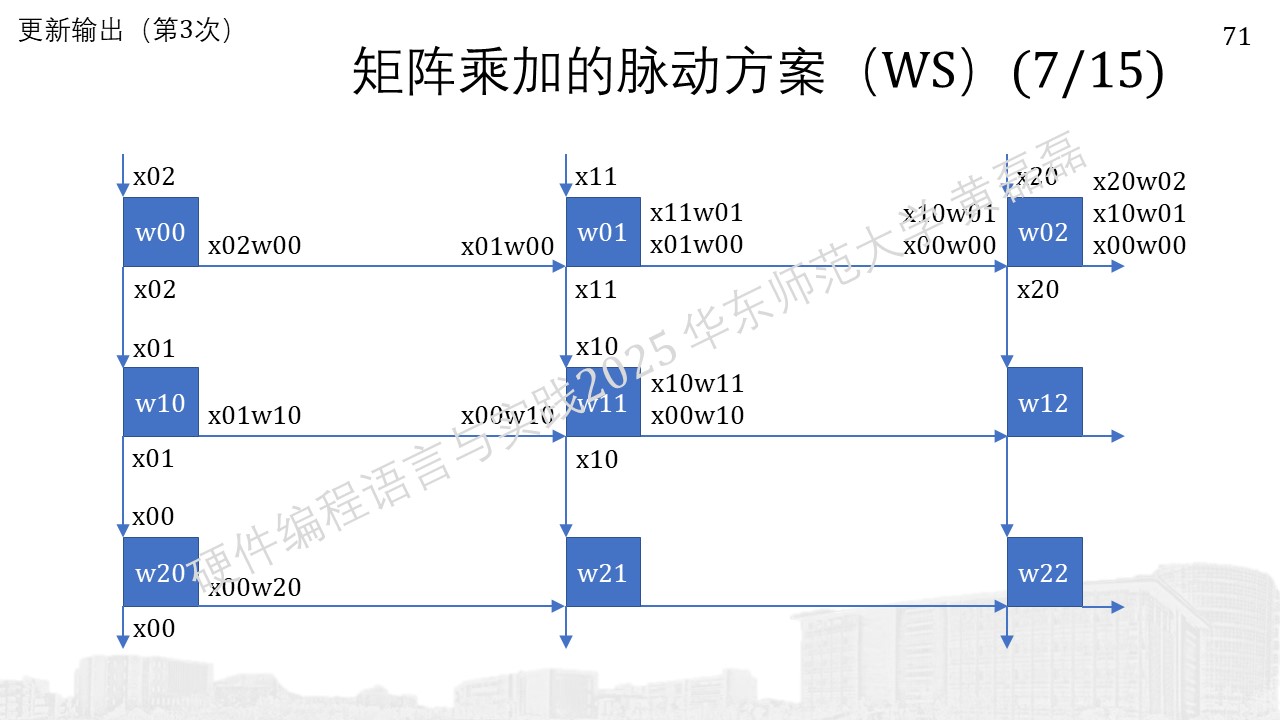 更新输出（第3次）
71
矩阵乘加的脉动方案（WS）(7/15)
x02
x11
x20
w00
x02w00
x01w00
w01
x11w01
x01w00
x10w01
x00w00
w02
x20w02
x10w01
x00w00
x02
x11
x20
x01
x10
w10
x01w10
x00w10
w11
x10w11
x00w10
w12
x01
x10
x00
w20
x00w20
w21
w22
x00
硬件编程语言与实践2025 华东师范大学 黄磊磊